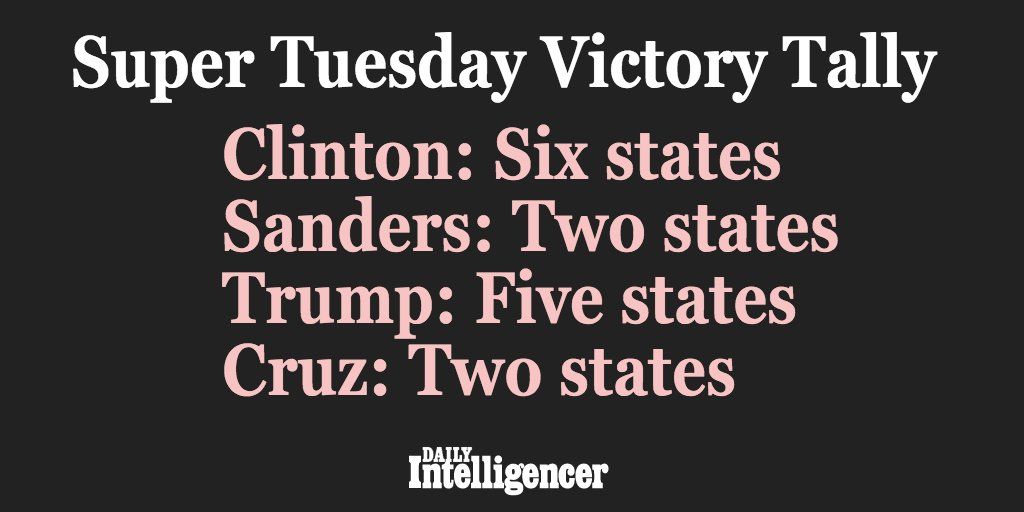 Super Tuesday Victory Tally
Clinton: Six states
Sanders: Two states
Trump: Five states
Cruz: Two states
DAILY
Intelligencer